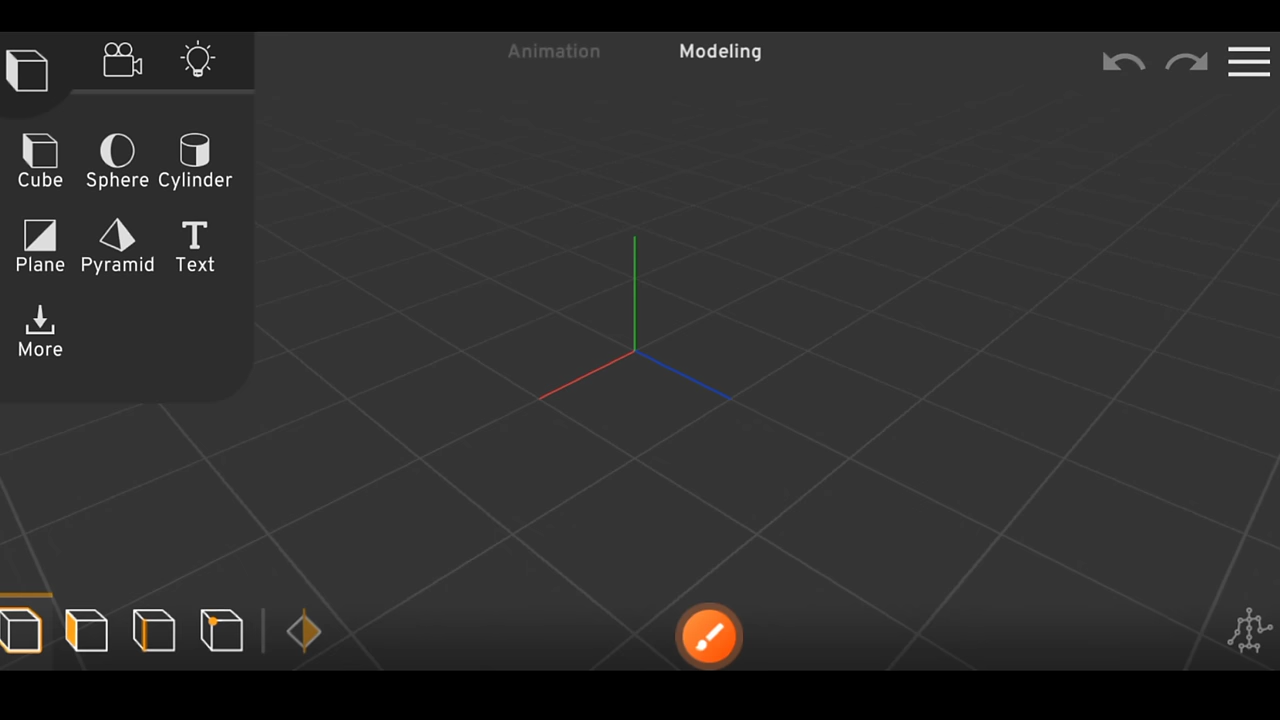 Animation Modeling
Cube Sphere Cylinder
Plane Pyramid Text
More